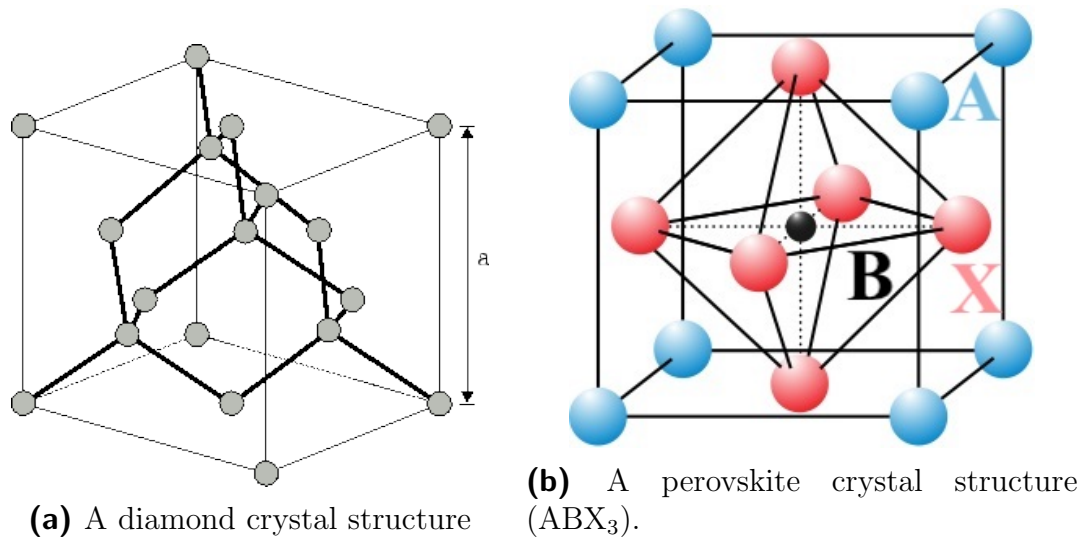 a
(a) A diamond crystal structure
A
B
X
(b) A perovskite crystal structure
(ABX₃).